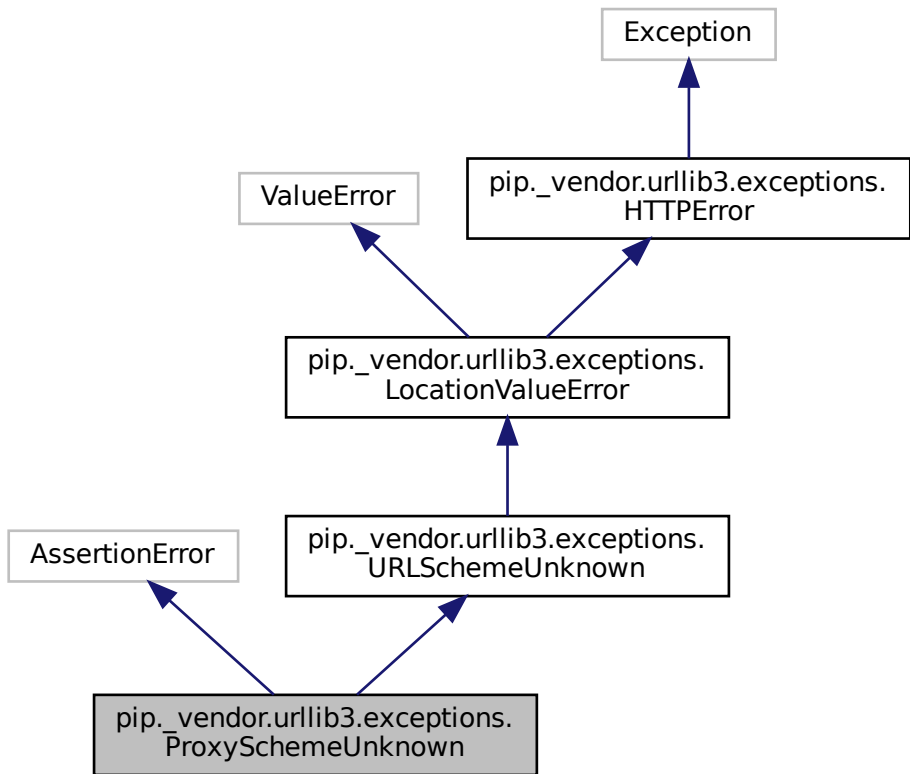 Exception
pip._vendor.urllib3.exceptions.
HTTPError
ValueError
pip._vendor.urllib3.exceptions.
LocationValueError
pip._vendor.urllib3.exceptions.
URLSchemeUnknown
AssertionError
pip._vendor.urllib3.exceptions.
ProxySchemeUnknown